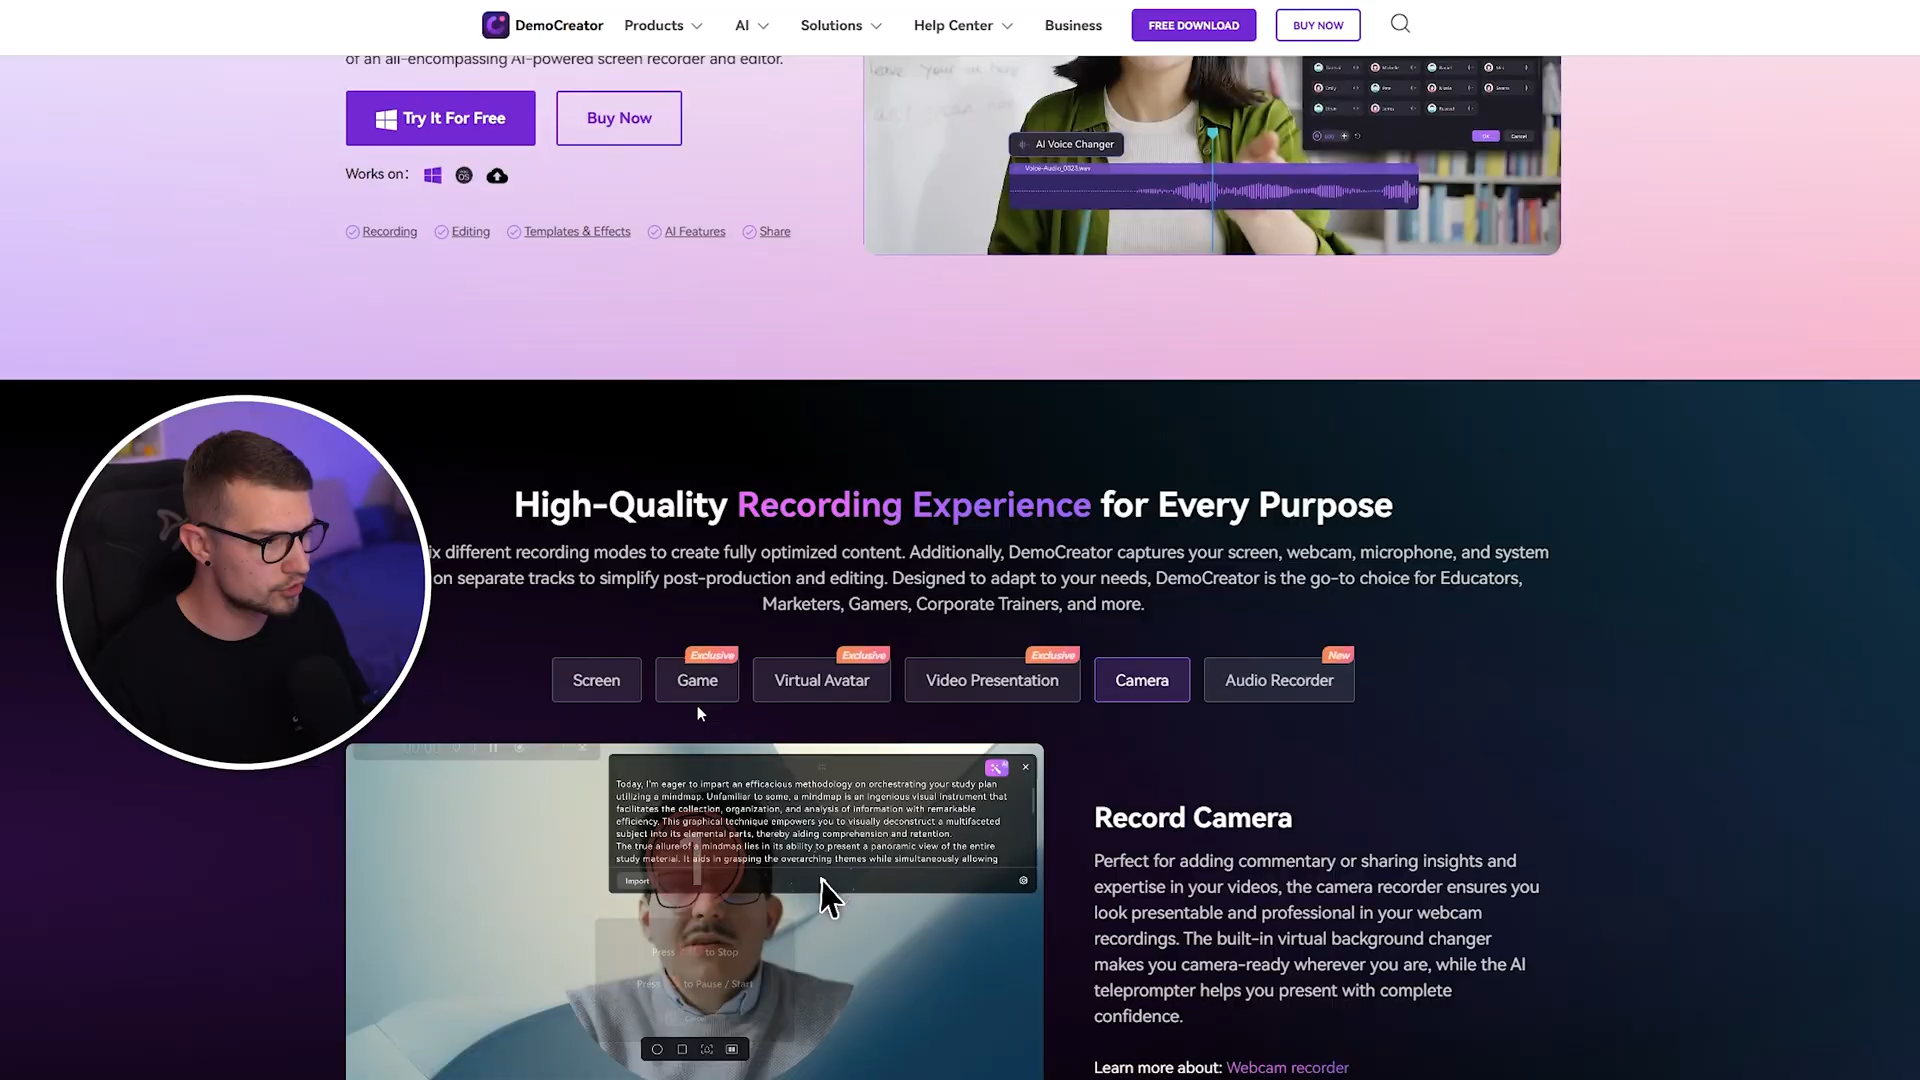 DemoCreator
Products
AI
Solutions
Help Center
Business
FREE DOWNLOAD
BUY NOW
of an all-encompassing AI-powered screen recorder and editor.
Try It For Free
Buy Now
Works on:
Recording
Editing
Templates & Effects
AI Features
Share
AI Voice Changer
Voice-Audio_0323.wav
Cancel
High-Quality Recording Experience for Every Purpose
ix different recording modes to create fully optimized content. Additionally, DemoCreator captures your screen, webcam, microphone, and system
on separate tracks to simplify post-production and editing. Designed to adapt to your needs, DemoCreator is the go-to choice for Educators,
Marketers, Gamers, Corporate Trainers, and more.
Screen
Exclusive
Game
Exclusive
Virtual Avatar
Exclusive
Video Presentation
Camera
New
Audio Recorder
Today, I'm eager to impart an efficacious methodology on orchestrating your study plan
utilizing a mindmap. Unfamiliar to some, a mindmap is an ingenious visual instrument that
facilitates the collection, organization, and analysis of information with remarkable
efficiency. This graphical technique empowers you to visually deconstruct a multifaceted
subject into its elemental parts, thereby aiding comprehension and retention.
The true allure of a mindmap lies in its ability to present a panoramic view of the entire
study material. It aids in grasping the overarching themes while simultaneously allowing
Import
1
Press to Stop
Press to Pause / Start
Record Camera
Perfect for adding commentary or sharing insights and
expertise in your videos, the camera recorder ensures you
look presentable and professional in your webcam
recordings. The built-in virtual background changer
makes you camera-ready wherever you are, while the AI
teleprompter helps you present with complete
confidence.
Learn more about: Webcam recorder